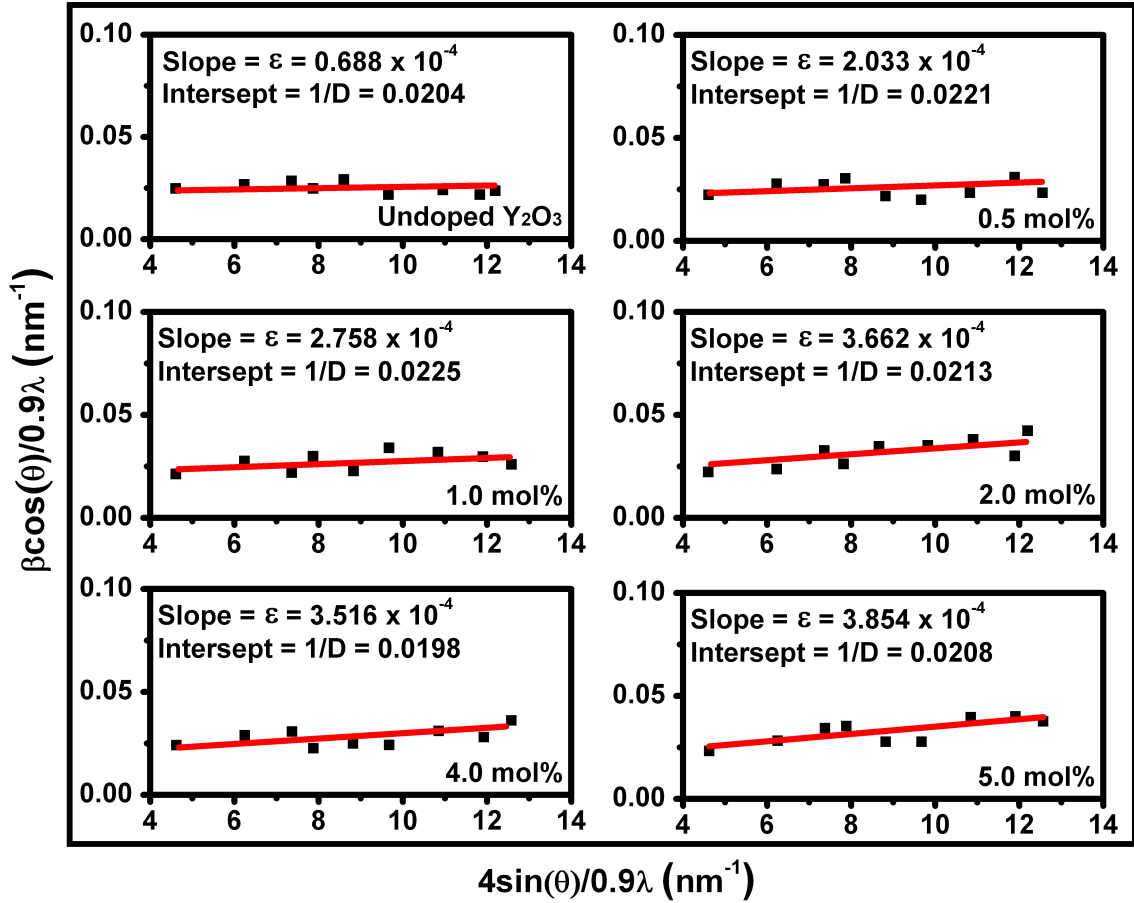 βcos(θ)/0.9λ (nm⁻¹)
0.10
0.05
0.00
Slope = ε = 0.688 x 10⁻⁴
Intersept = 1/D = 0.0204
Undoped Y₂O₃
4 6 8 10 12 14
0.10
0.05
0.00
Slope = ε = 2.033 x 10⁻⁴
Intersept = 1/D = 0.0221
0.5 mol%
4 6 8 10 12 14
0.10
0.05
0.00
Slope = ε = 2.758 x 10⁻⁴
Intersept = 1/D = 0.0225
1.0 mol%
4 6 8 10 12 14
0.10
0.05
0.00
Slope = ε = 3.662 x 10⁻⁴
Intersept = 1/D = 0.0213
2.0 mol%
4 6 8 10 12 14
0.10
0.05
0.00
Slope = ε = 3.516 x 10⁻⁴
Intersept = 1/D = 0.0198
4.0 mol%
4 6 8 10 12 14
0.10
0.05
0.00
Slope = ε = 3.854 x 10⁻⁴
Intersept = 1/D = 0.0208
5.0 mol%
4 6 8 10 12 14
4sin(θ)/0.9λ (nm⁻¹)